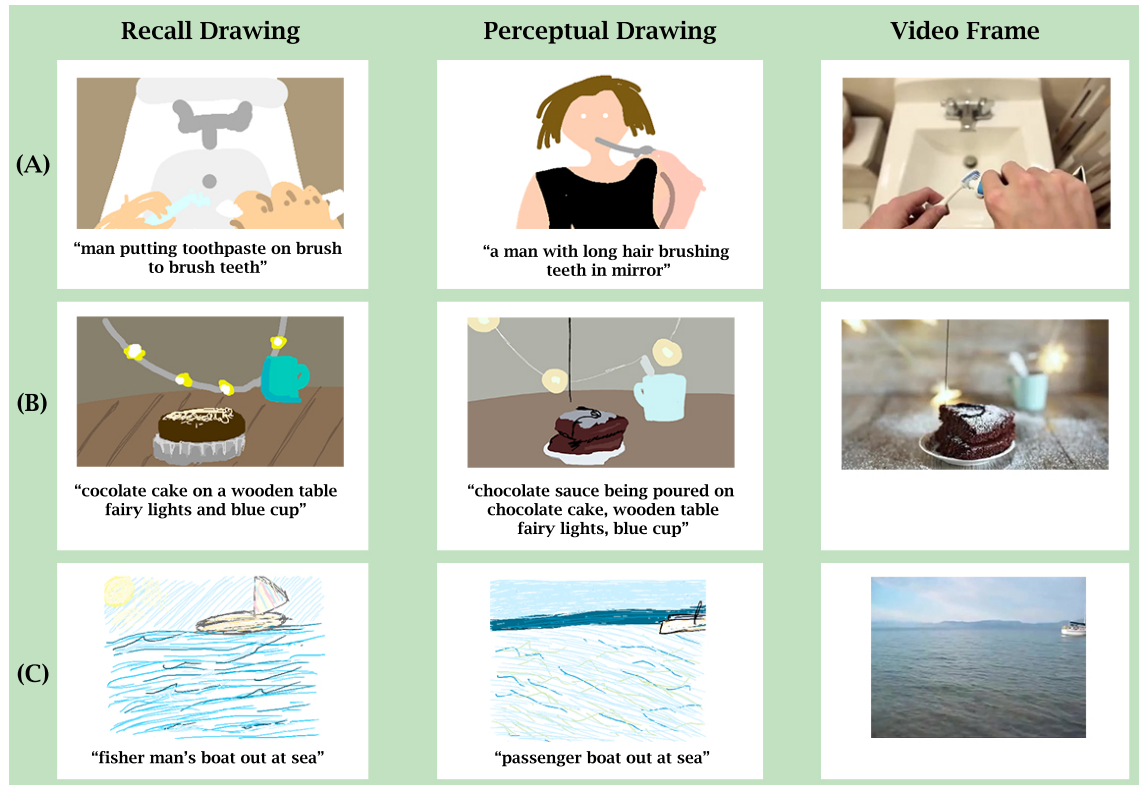 Recall Drawing
Perceptual Drawing
Video Frame
(A)
“man putting toothpaste on brush
to brush teeth”
“a man with long hair brushing
teeth in mirror”
(B)
“cocolate cake on a wooden table
fairy lights and blue cup”
“chocolate sauce being poured on
chocolate cake, wooden table
fairy lights, blue cup”
(C)
“fisher man’s boat out at sea”
“passenger boat out at sea”